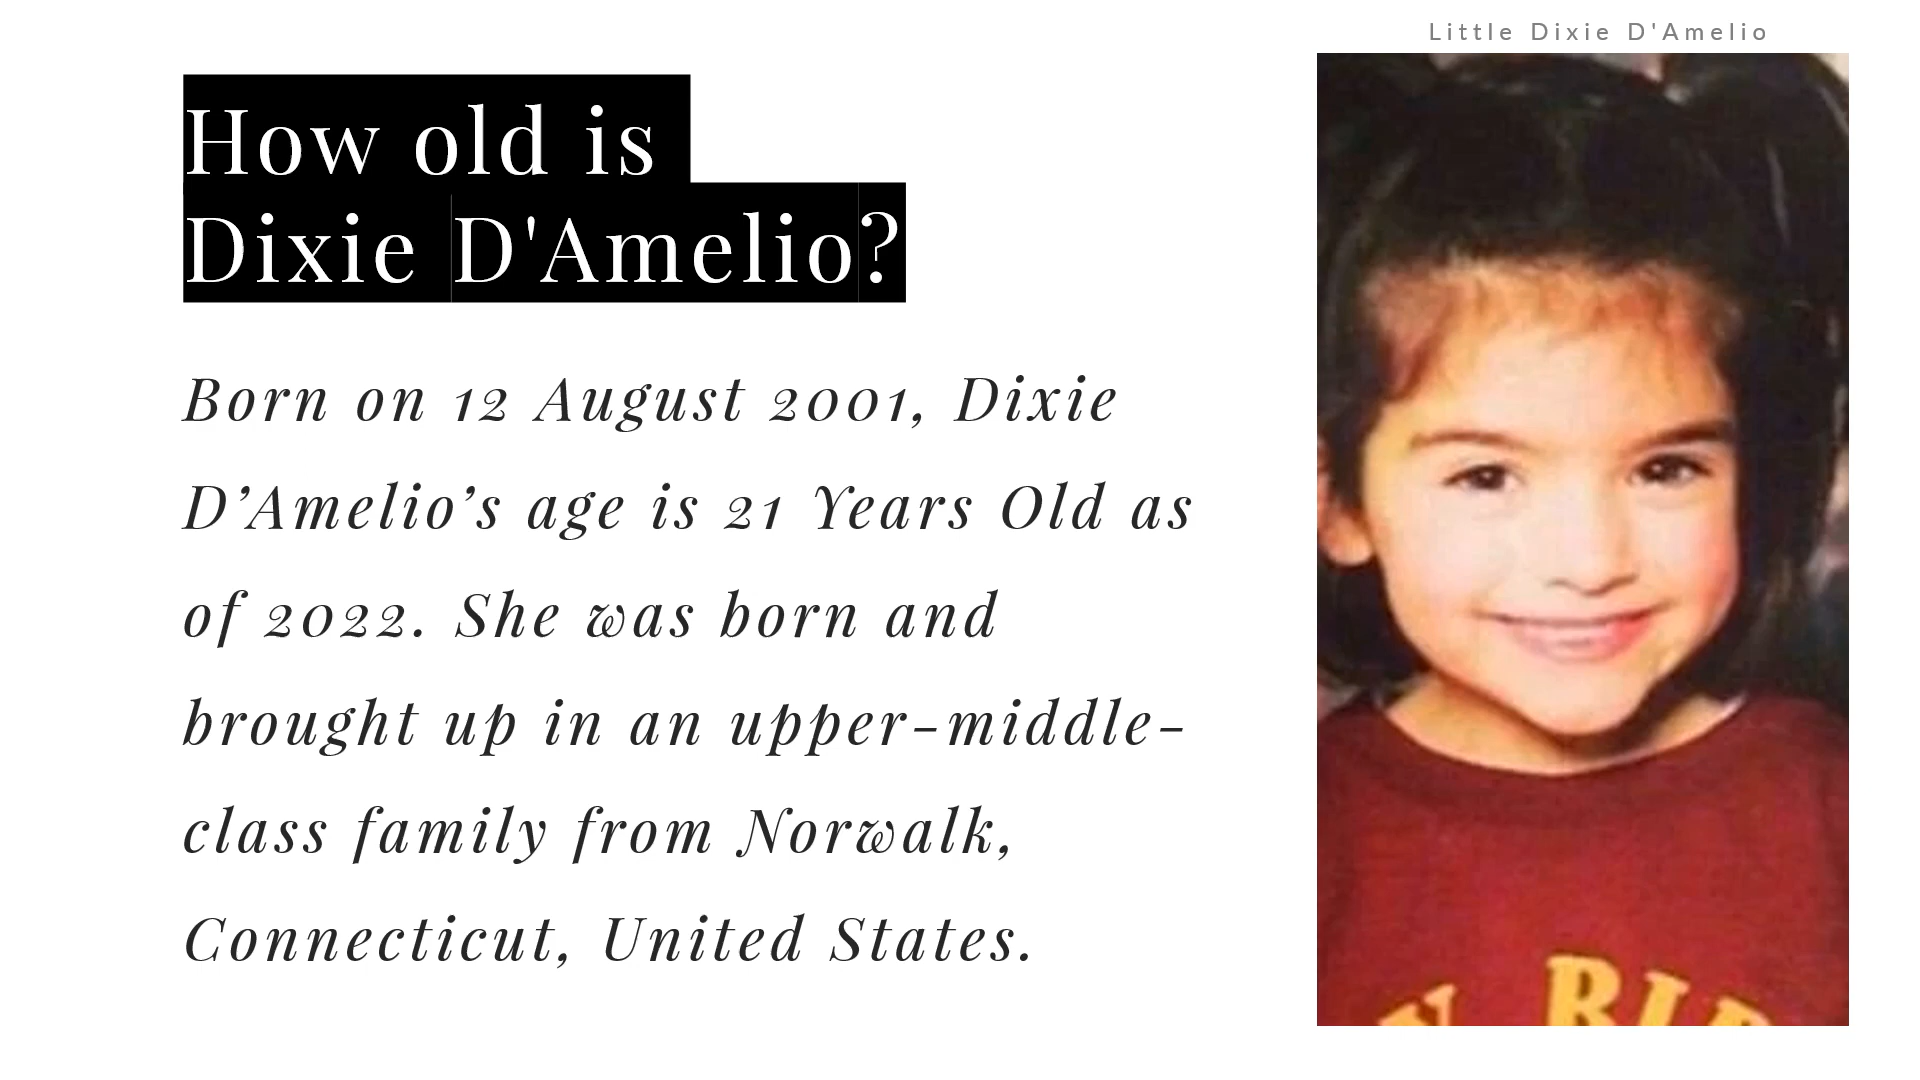 Little Dixie D'Amelio
How old is
Dixie D'Amelio?
Born on 12 August 2001, Dixie
D’Amelio’s age is 21 Years Old as
of 2022. She was born and
brought up in an upper-middle-
class family from Norwalk,
Connecticut, United States.